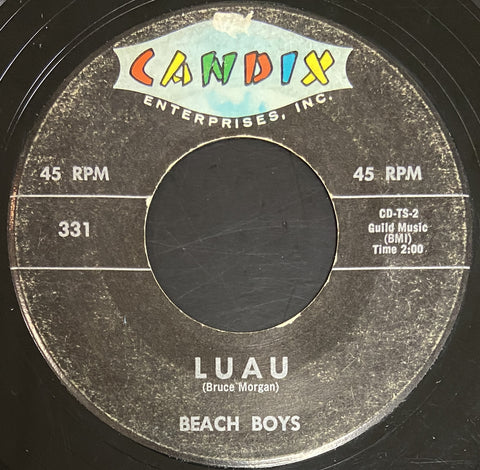 CANDIX
ENTERPRISES, INC.
45 RPM
45 RPM
331
CD-TS-2
Guild Music
(BMI)
Time 2:00
LUAU
(Bruce Morgan)
BEACH BOYS